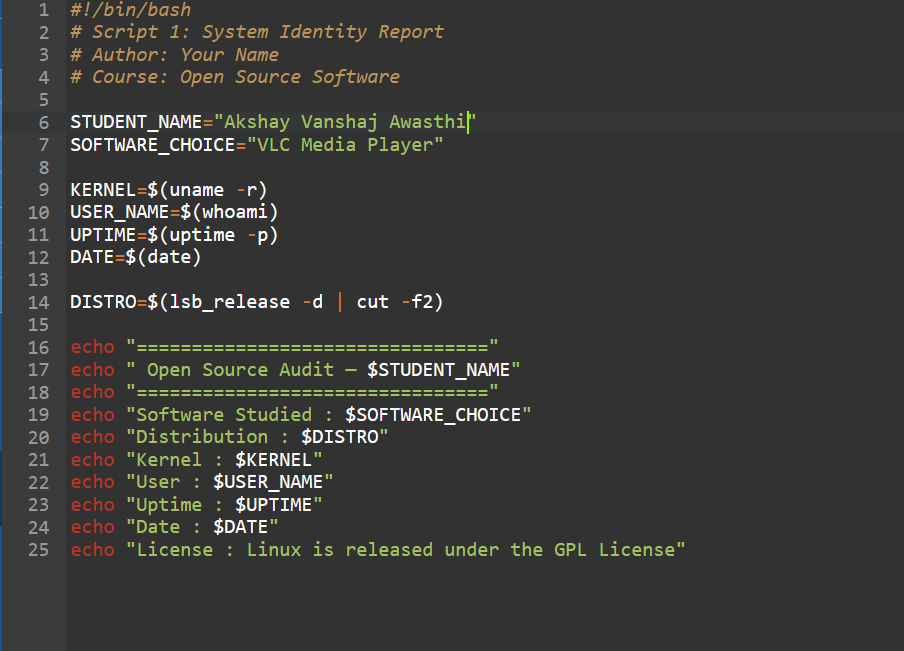 1 #!/bin/bash
2 # Script 1: System Identity Report
3 # Author: Your Name
4 # Course: Open Source Software
5
6 STUDENT_NAME="Akshay Vanshaj Awasthi"
7 SOFTWARE_CHOICE="VLC Media Player"
8
9 KERNEL=$(uname -r)
10 USER_NAME=$(whoami)
11 UPTIME=$(uptime -p)
12 DATE=$(date)
13
14 DISTRO=$(lsb_release -d | cut -f2)
15
16 echo "================================"
17 echo " Open Source Audit — $STUDENT_NAME"
18 echo "================================"
19 echo "Software Studied : $SOFTWARE_CHOICE"
20 echo "Distribution : $DISTRO"
21 echo "Kernel : $KERNEL"
22 echo "User : $USER_NAME"
23 echo "Uptime : $UPTIME"
24 echo "Date : $DATE"
25 echo "License : Linux is released under the GPL License"